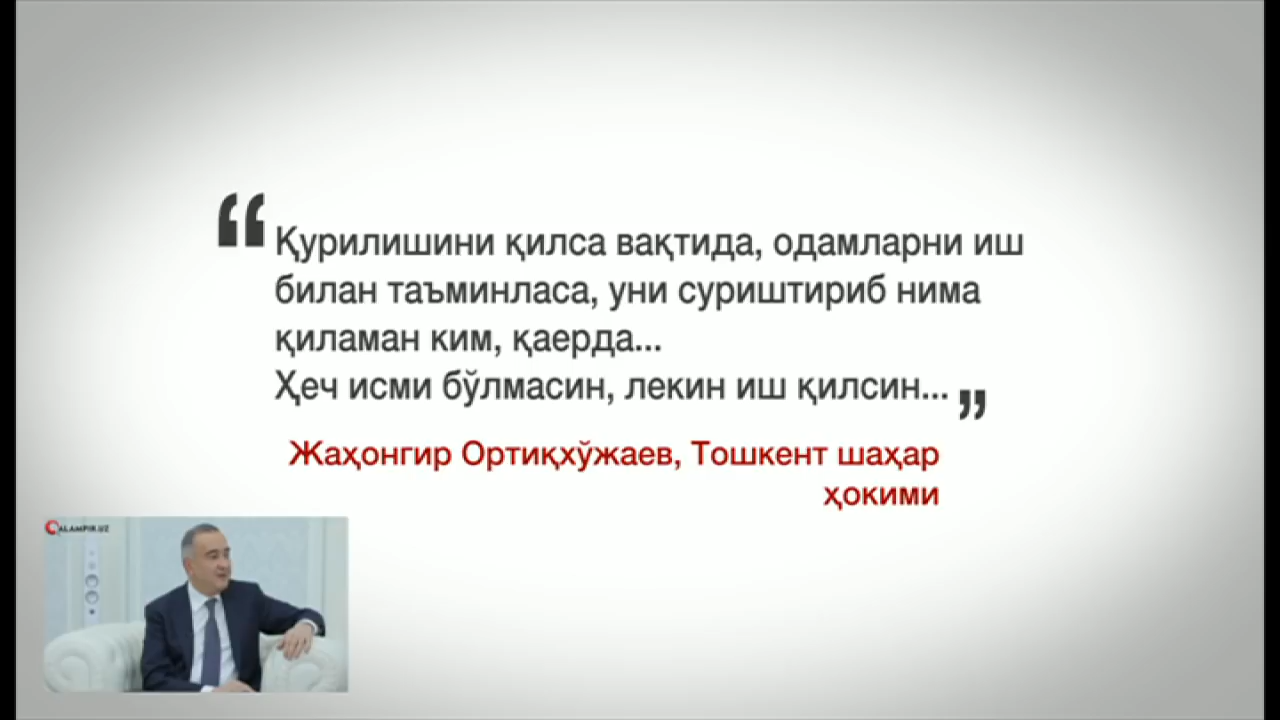 “Қурилишини қилса вақтида, одамларни иш
билан таъминласа, уни суриштириб нима
қиламан ким, қаерда...
Ҳеч исми бўлмасин, лекин иш қилсин...”
Жаҳонгир Ортиқхўжаев, Тошкент шаҳар
ҳокими
QALAMPIR.UZ